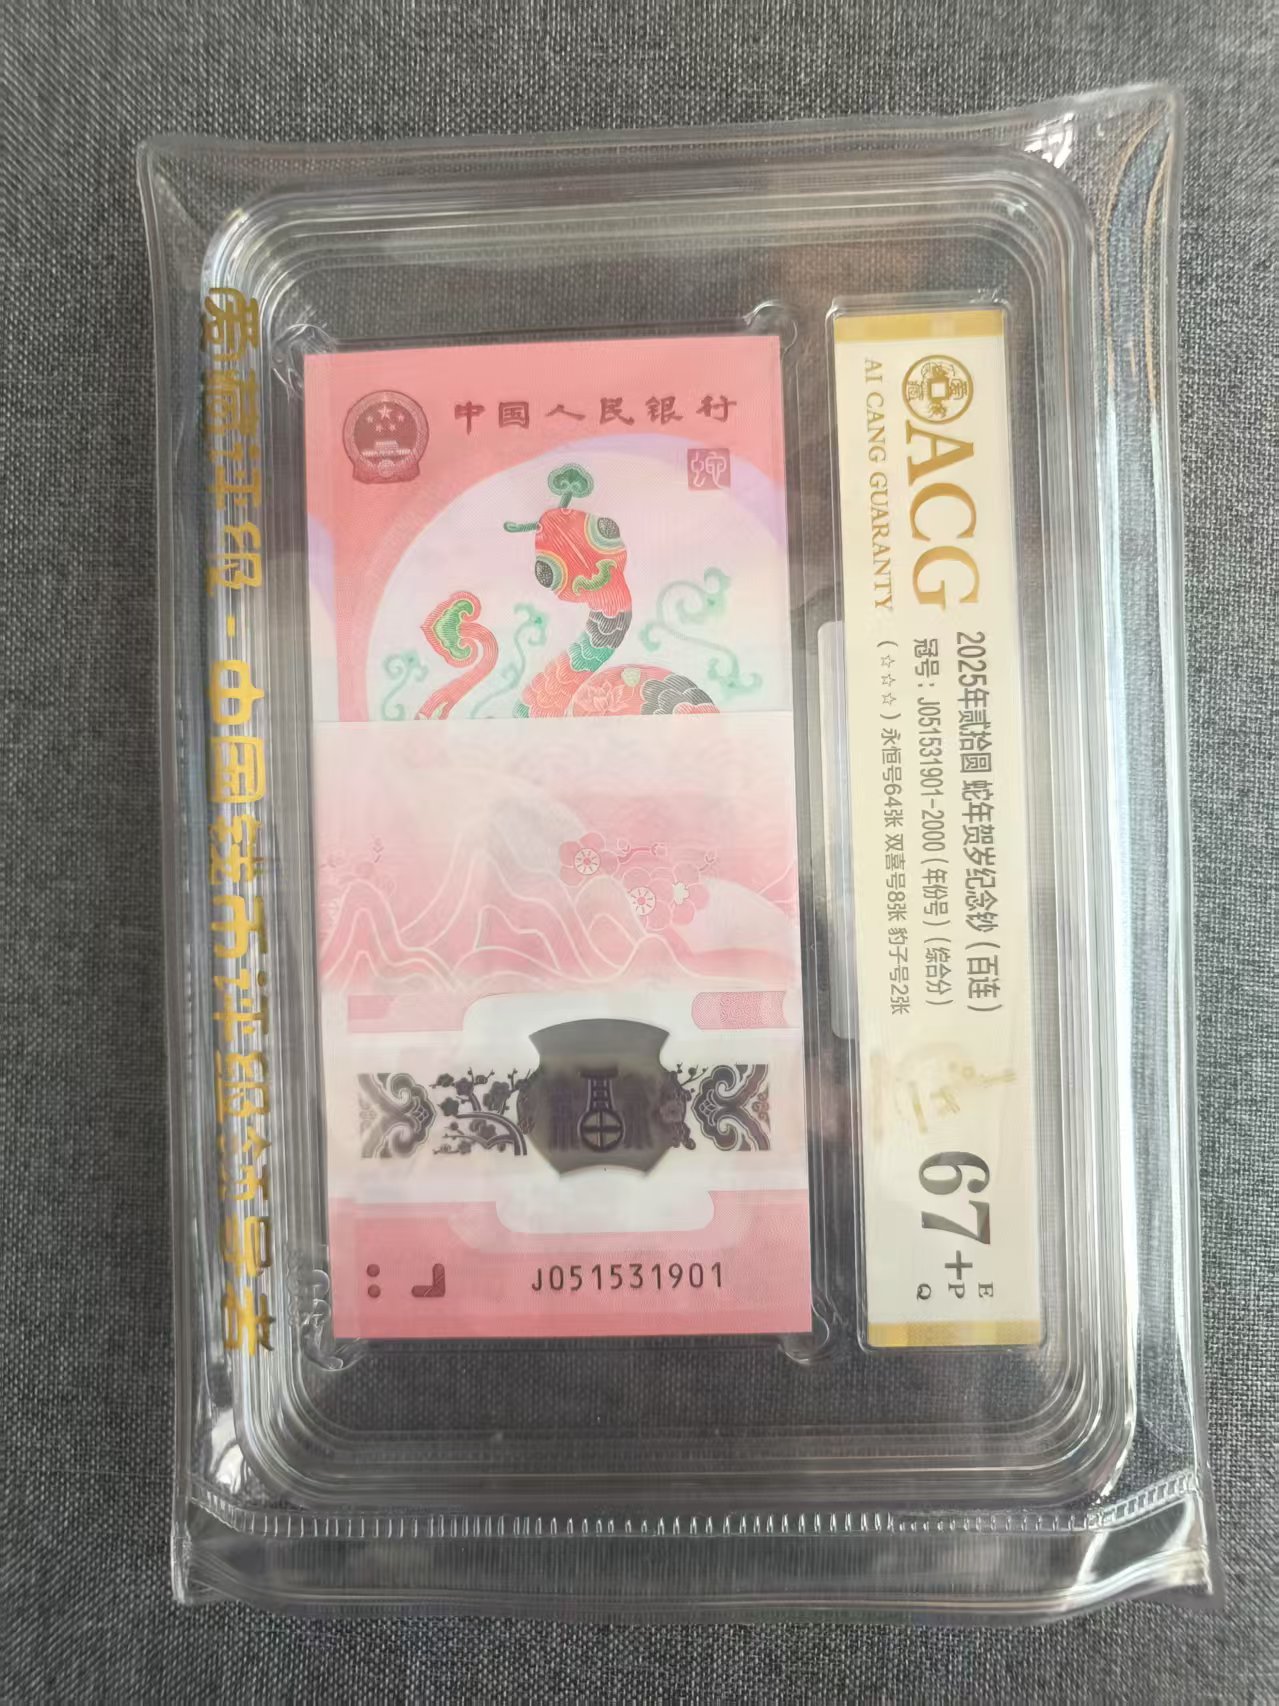 爱藏评级-中国钱币评级领导者
中国人民银行
J051531901
ACG
AI CANG GUARANTY
2025年贰拾圆 蛇年贺岁纪念钞（百连）
冠号：J051531901-2000（年份号）（综合分）
（☆☆☆）永恒号64张 双喜号8张 豹子号2张
67+
E
P
Q